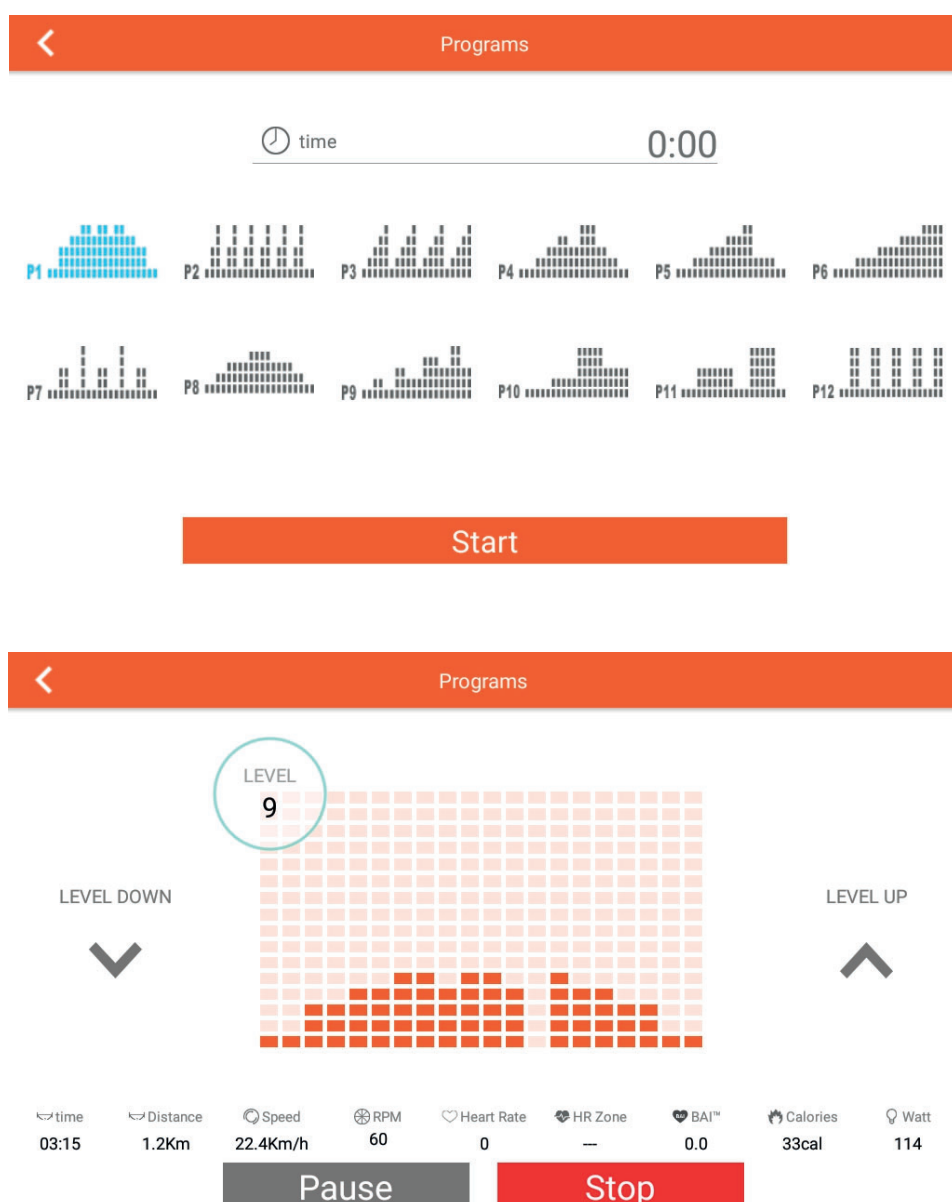 Programs
time 0:00
P1 P2 P3 P4 P5 P6
P7 P8 P9 P10 P11 P12
Start
Programs
LEVEL
9
LEVEL DOWN LEVEL UP
time Distance Speed RPM Heart Rate HR Zone BAI BAI™ Calories Watt
03:15 1.2Km 22.4Km/h 60 0 --- 0.0 33cal 114
Pause Stop